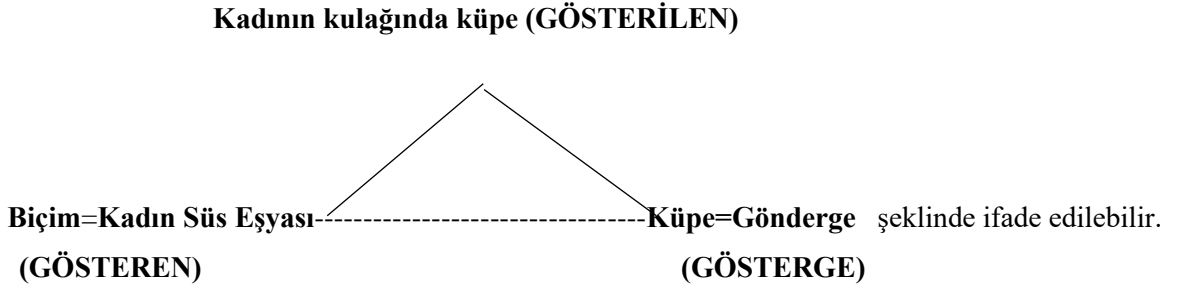 Kadının kulağında küpe (GÖSTERİLEN)
Biçim=Kadın Süs Eşyası------------------------------------Küpe=Gönderge şeklinde ifade edilebilir.
(GÖSTEREN) (GÖSTERGE)